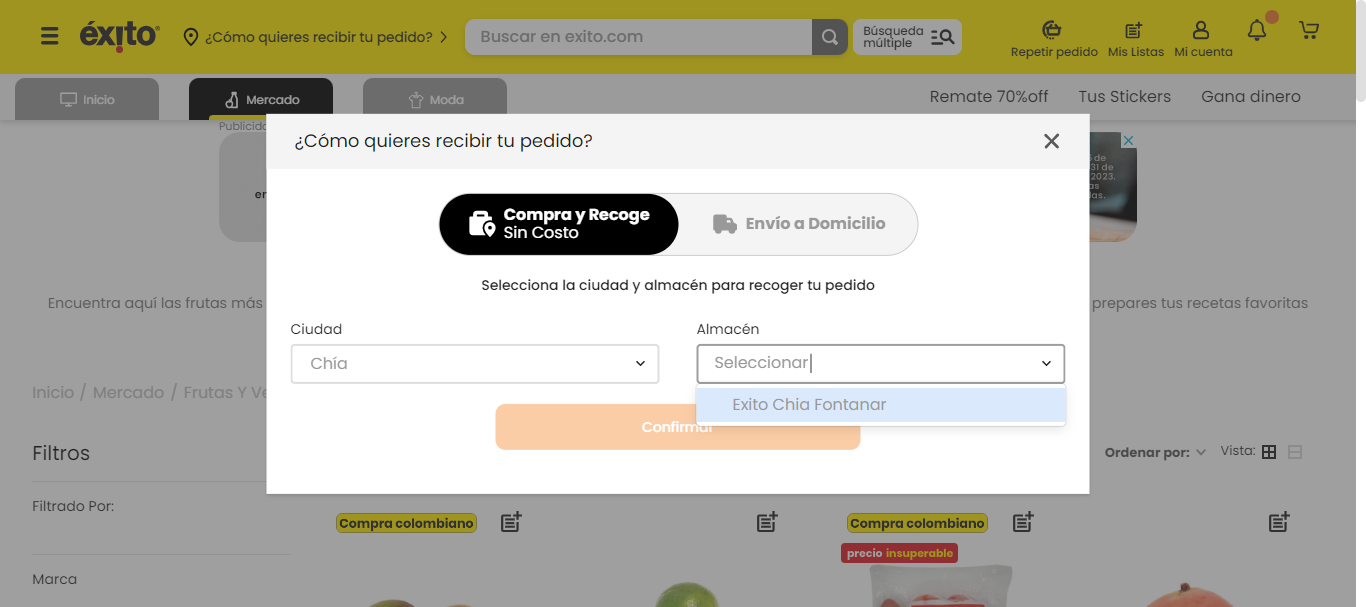 éxito
¿Cómo quieres recibir tu pedido?
Buscar en exito.com
Búsqueda
múltiple
Repetir pedido
Mis Listas
Mi cuenta
Inicio
Mercado
Moda
Remate 70%off
Tus Stickers
Gana dinero
¿Cómo quieres recibir tu pedido?
Compra y Recoge
Sin Costo
Envío a Domicilio
Selecciona la ciudad y almacén para recoger tu pedido
Encuentra aquí las frutas más
prepares tus recetas favoritas
Ciudad
Almacén
Chía
Seleccionar
Exito Chia Fontanar
Inicio / Mercado / Frutas Y Ve
Confirmar
Filtros
Ordenar por:
Vista:
Filtrado Por:
Compra colombiano
Compra colombiano
precio insuperable
Marca